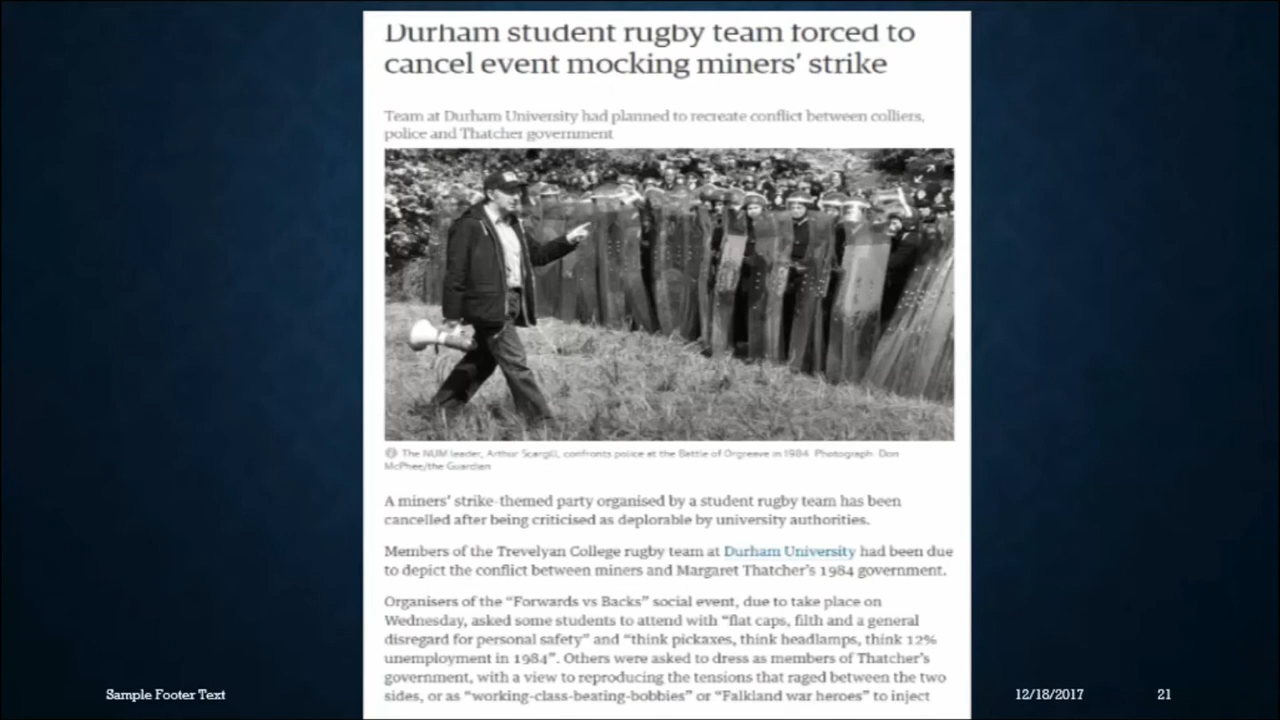 Durham student rugby team forced to
cancel event mocking miners' strike
Team at Durham University had planned to recreate conflict between colliers,
police and Thatcher government
The NUM leader, Arthur Scargill, confronts police at the Battle of Orgreave in 1984. Photograph: Don
McPhee/the Guardian
A miners' strike-themed party organised by a student rugby team has been
cancelled after being criticised as deplorable by university authorities.
Members of the Trevelyan College rugby team at Durham University had been due
to depict the conflict between miners and Margaret Thatcher's 1984 government.
Organisers of the “Forwards vs Backs” social event, due to take place on
Wednesday, asked some students to attend with “flat caps, filth and a general
disregard for personal safety” and “think pickaxes, think headlamps, think 12%
unemployment in 1984”. Others were asked to dress as members of Thatcher's
government, with a view to reproducing the tensions that raged between the two
sides, or as “working-class-beating-bobbies” or “Falkland war heroes” to inject
Sample Footer Text
12/18/2017
21